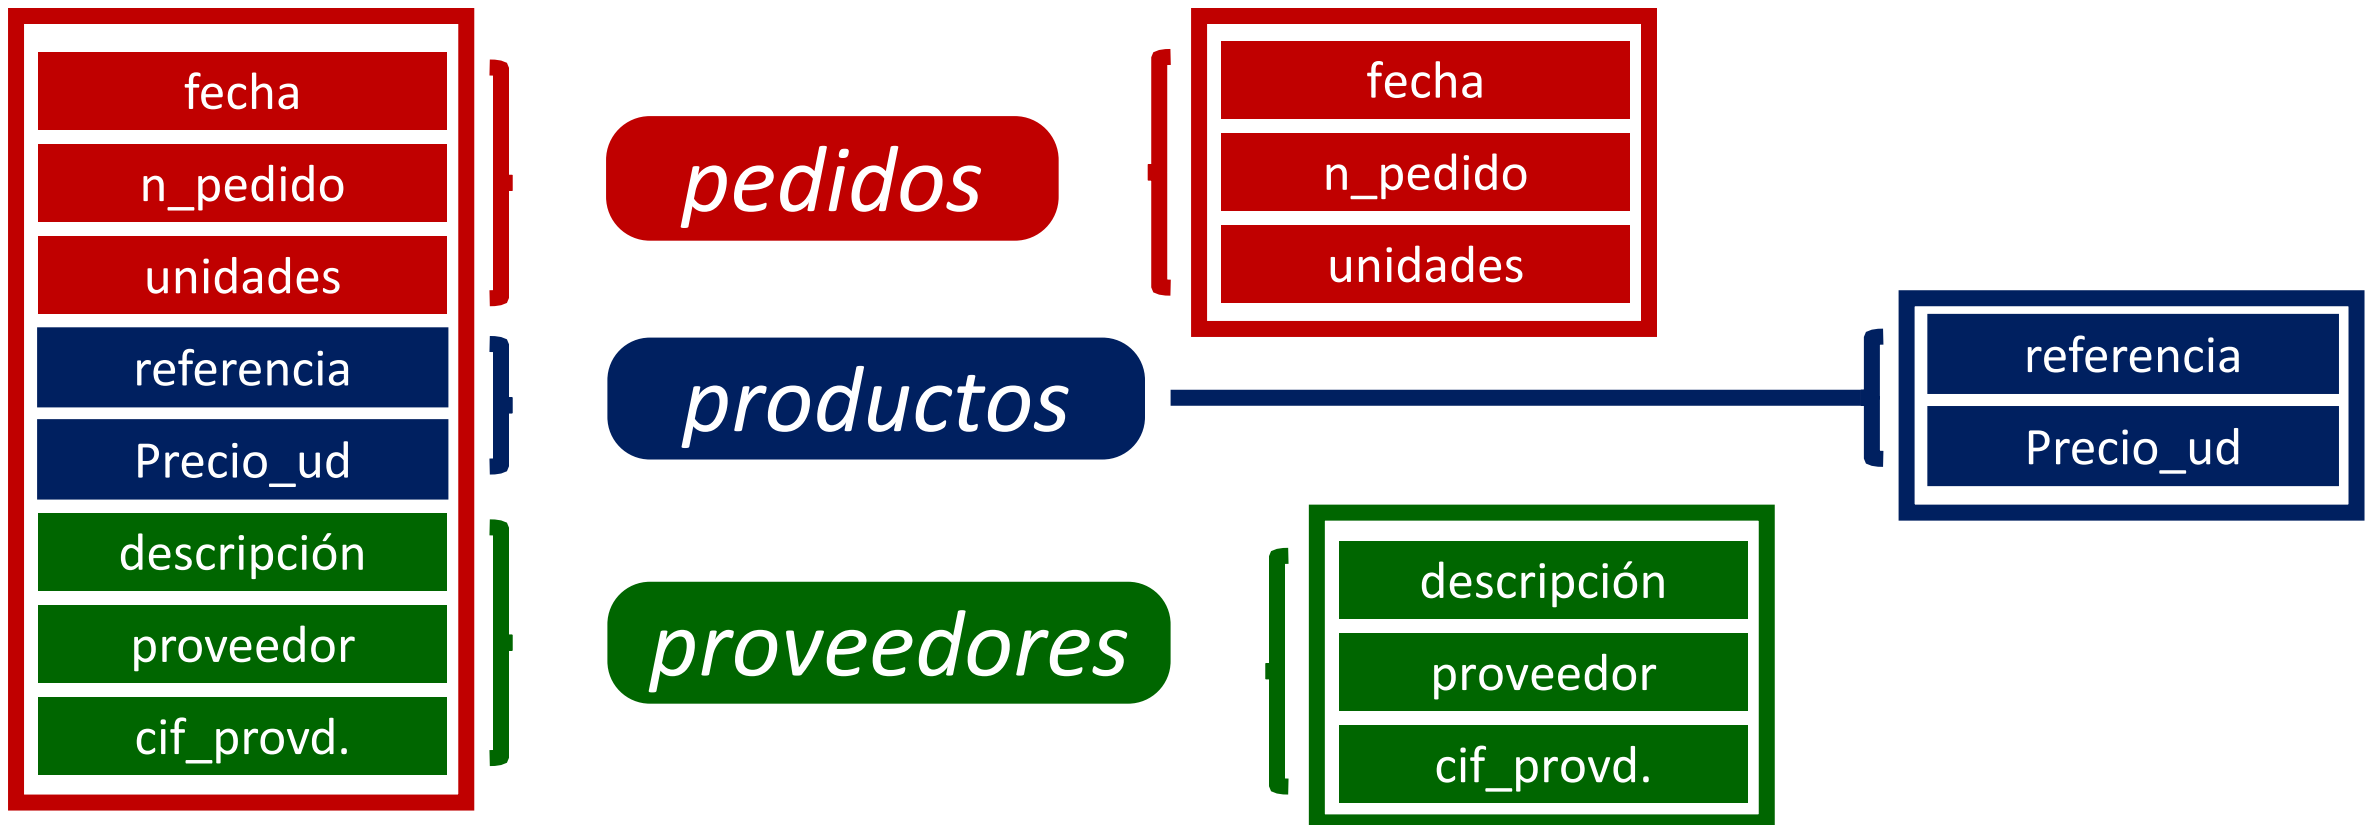 fecha
n_pedido
unidades
referencia
Precio_ud
descripción
proveedor
cif_provd.
pedidos
productos
proveedores
fecha
n_pedido
unidades
referencia
Precio_ud
descripción
proveedor
cif_provd.